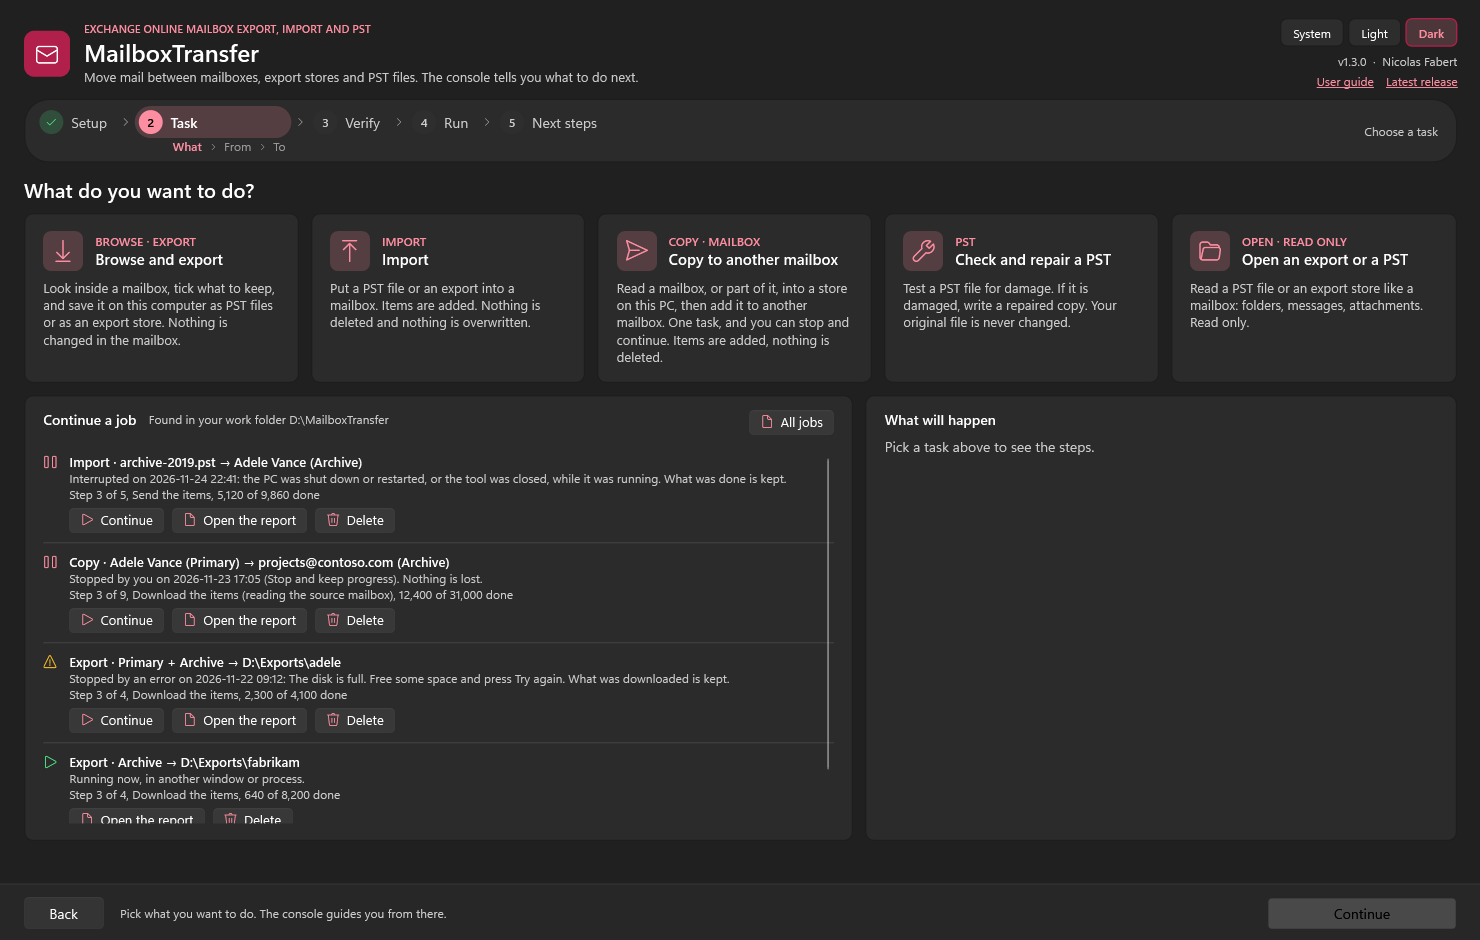 EXCHANGE ONLINE MAILBOX EXPORT, IMPORT AND PST
MailboxTransfer
Move mail between mailboxes, export stores and PST files. The console tells you what to do next.
System
Light
Dark
v1.3.0 · Nicolas Fabert
User guide
Latest release
Setup
2 Task
3 Verify
4 Run
5 Next steps
What
From
To
Choose a task
What do you want to do?
BROWSE · EXPORT
Browse and export
Look inside a mailbox, tick what to keep,
and save it on this computer as PST files
or as an export store. Nothing is
changed in the mailbox.
IMPORT
Import
Put a PST file or an export into a
mailbox. Items are added. Nothing is
deleted and nothing is overwritten.
COPY · MAILBOX
Copy to another mailbox
Read a mailbox, or part of it, into a store
on this PC, then add it to another
mailbox. One task, and you can stop and
continue. Items are added, nothing is
deleted.
PST
Check and repair a PST
Test a PST file for damage. If it is
damaged, write a repaired copy. Your
original file is never changed.
OPEN · READ ONLY
Open an export or a PST
Read a PST file or an export store like a
mailbox: folders, messages, attachments.
Read only.
Continue a job
Found in your work folder D:\MailboxTransfer
All jobs
Import · archive-2019.pst → Adele Vance (Archive)
Interrupted on 2026-11-24 22:41: the PC was shut down or restarted, or the tool was closed, while it was running. What was done is kept.
Step 3 of 5, Send the items, 5,120 of 9,860 done
Continue
Open the report
Delete
Copy · Adele Vance (Primary) → projects@contoso.com (Archive)
Stopped by you on 2026-11-23 17:05 (Stop and keep progress). Nothing is lost.
Step 3 of 9, Download the items (reading the source mailbox), 12,400 of 31,000 done
Continue
Open the report
Delete
Export · Primary + Archive → D:\Exports\adele
Stopped by an error on 2026-11-22 09:12: The disk is full. Free some space and press Try again. What was downloaded is kept.
Step 3 of 4, Download the items, 2,300 of 4,100 done
Continue
Open the report
Delete
Export · Archive → D:\Exports\fabrikam
Running now, in another window or process.
Step 3 of 4, Download the items, 640 of 8,200 done
Open the report
Delete
What will happen
Pick a task above to see the steps.
Back
Pick what you want to do. The console guides you from there.
Continue